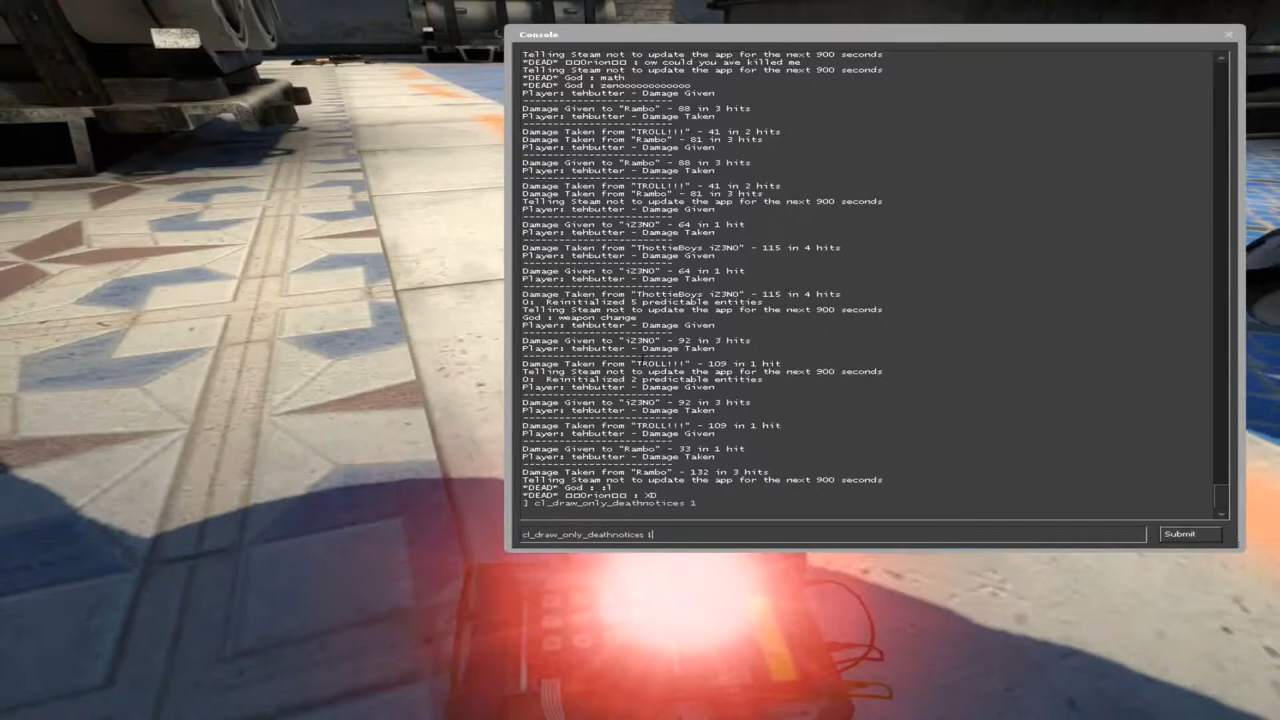 Console
Telling Steam not to update the app for the next 900 seconds
*DEAD* □□Orion□□ : ow could you ave killed me
Telling Steam not to update the app for the next 900 seconds
*DEAD* God : math
*DEAD* God : zenooooooooooo
Player: tehbutter - Damage Given
-------------------------
Damage Given to "Rambo" - 88 in 3 hits
Player: tehbutter - Damage Taken
-------------------------
Damage Taken from "TROLL!!!" - 41 in 2 hits
Damage Taken from "Rambo" - 81 in 3 hits
Player: tehbutter - Damage Given
-------------------------
Damage Given to "Rambo" - 88 in 3 hits
Player: tehbutter - Damage Taken
-------------------------
Damage Taken from "TROLL!!!" - 41 in 2 hits
Damage Taken from "Rambo" - 81 in 3 hits
Telling Steam not to update the app for the next 900 seconds
Player: tehbutter - Damage Given
-------------------------
Damage Given to "iZ3NO" - 64 in 1 hit
Player: tehbutter - Damage Taken
-------------------------
Damage Taken from "ThottieBoys iZ3NO" - 115 in 4 hits
Player: tehbutter - Damage Given
-------------------------
Damage Given to "iZ3NO" - 64 in 1 hit
Player: tehbutter - Damage Taken
-------------------------
Damage Taken from "ThottieBoys iZ3NO" - 115 in 4 hits
0:  Reinitialized 5 predictable entities
Telling Steam not to update the app for the next 900 seconds
God : weapon change
Player: tehbutter - Damage Given
-------------------------
Damage Given to "iZ3NO" - 92 in 3 hits
Player: tehbutter - Damage Taken
-------------------------
Damage Taken from "TROLL!!!" - 109 in 1 hit
Telling Steam not to update the app for the next 900 seconds
0:  Reinitialized 2 predictable entities
Player: tehbutter - Damage Given
-------------------------
Damage Given to "iZ3NO" - 92 in 3 hits
Player: tehbutter - Damage Taken
-------------------------
Damage Taken from "TROLL!!!" - 109 in 1 hit
Player: tehbutter - Damage Given
-------------------------
Damage Given to "Rambo" - 33 in 1 hit
Player: tehbutter - Damage Taken
-------------------------
Damage Taken from "Rambo" - 132 in 3 hits
Telling Steam not to update the app for the next 900 seconds
*DEAD* God : :l
*DEAD* □□Orion□□ : XD
] cl_draw_only_deathnotices 1
cl_draw_only_deathnotices 1
Submit